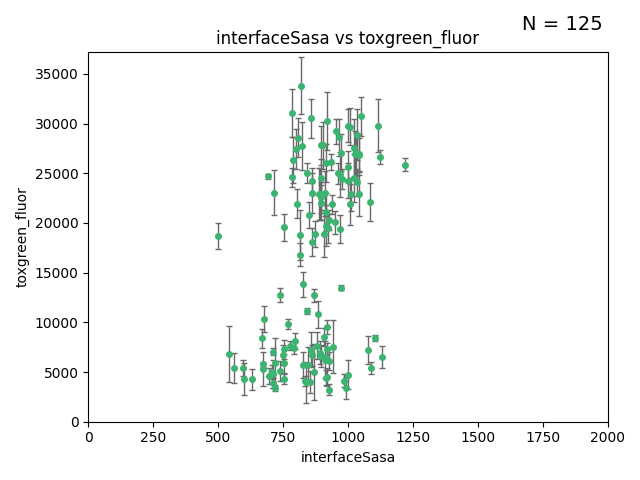 N = 125
interfaceSasa vs toxgreen_fluor
35000
30000
25000
20000
15000
10000
5000
0
toxgreen_fluor
0 250 500 750 1000 1250 1500 1750 2000
interfaceSasa